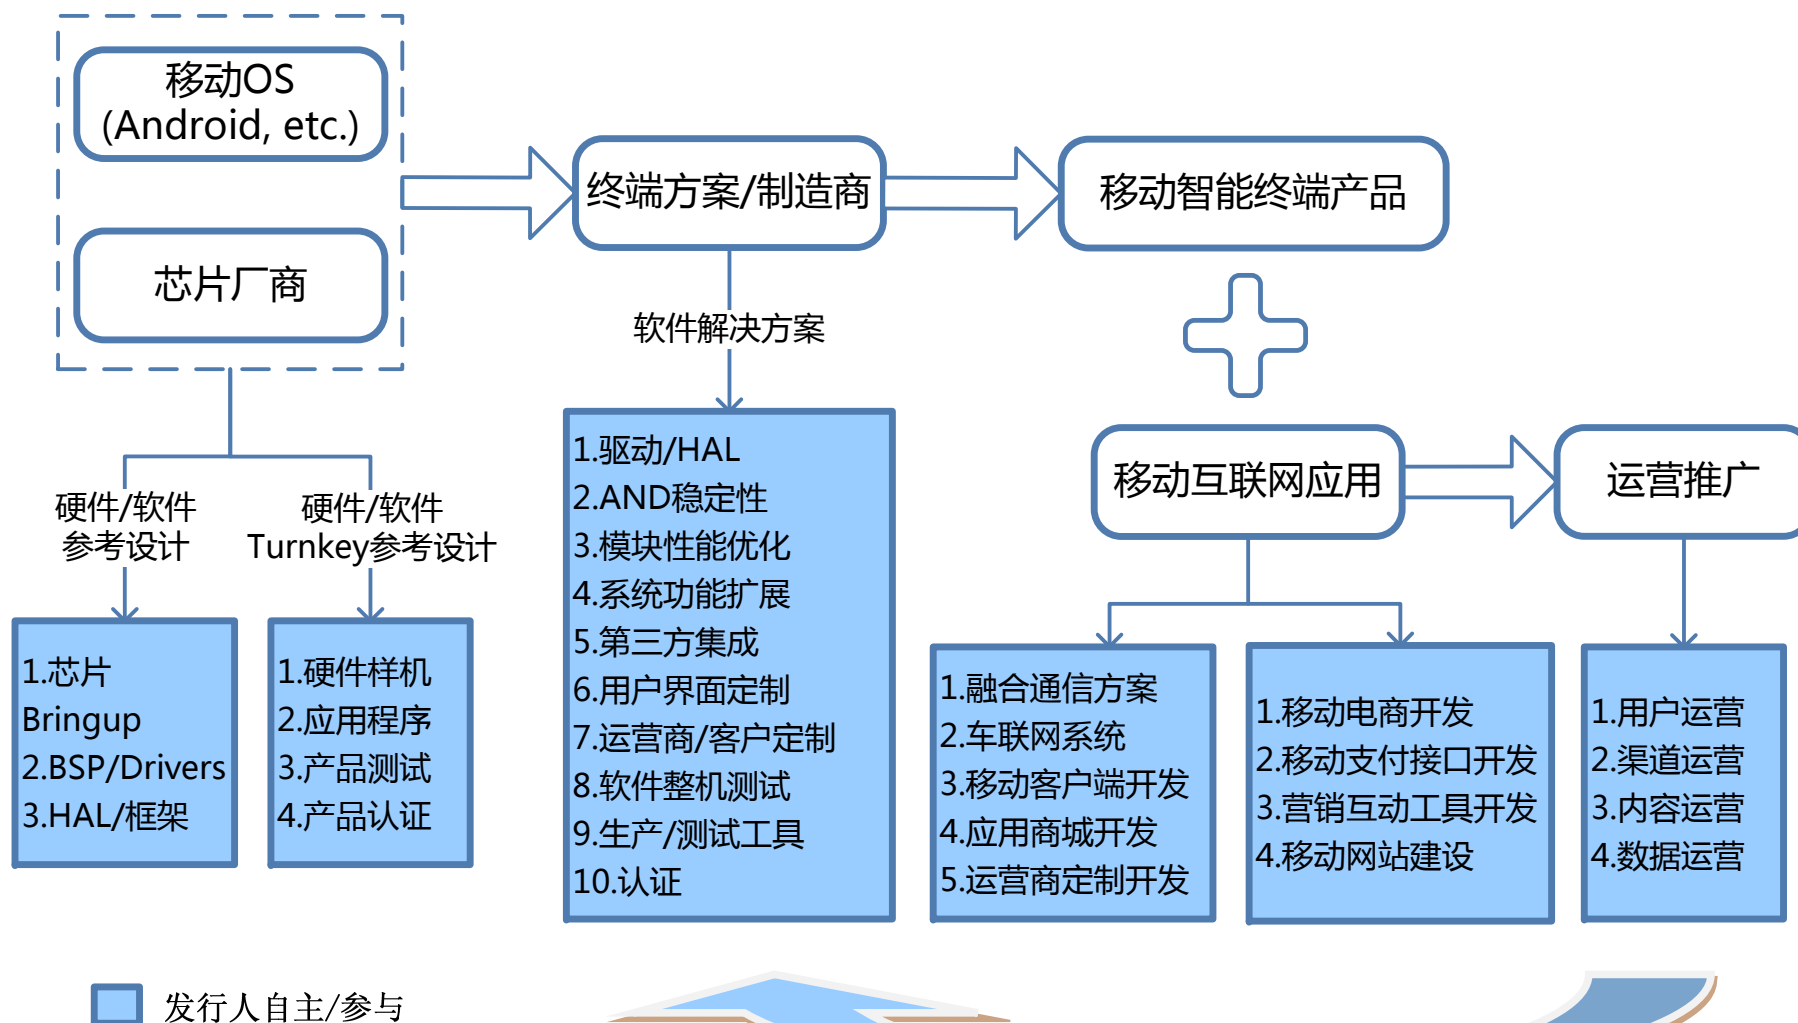 移动OS
(Android, etc.)
芯片厂商
终端方案/制造商
移动智能终端产品
软件解决方案
移动互联网应用
运营推广
硬件/软件
参考设计
硬件/软件
Turnkey参考设计
1.芯片
Bringup
2.BSP/Drivers
3.HAL/框架
1.硬件样机
2.应用程序
3.产品测试
4.产品认证
1.驱动/HAL
2.AND稳定性
3.模块性能优化
4.系统功能扩展
5.第三方集成
6.用户界面定制
7.运营商/客户定制
8.软件整机测试
9.生产/测试工具
10.认证
1.融合通信方案
2.车联网系统
3.移动客户端开发
4.应用商城开发
5.运营商定制开发
1.移动电商开发
2.移动支付接口开发
3.营销互动工具开发
4.移动网站建设
1.用户运营
2.渠道运营
3.内容运营
4.数据运营
发行人自主/参与